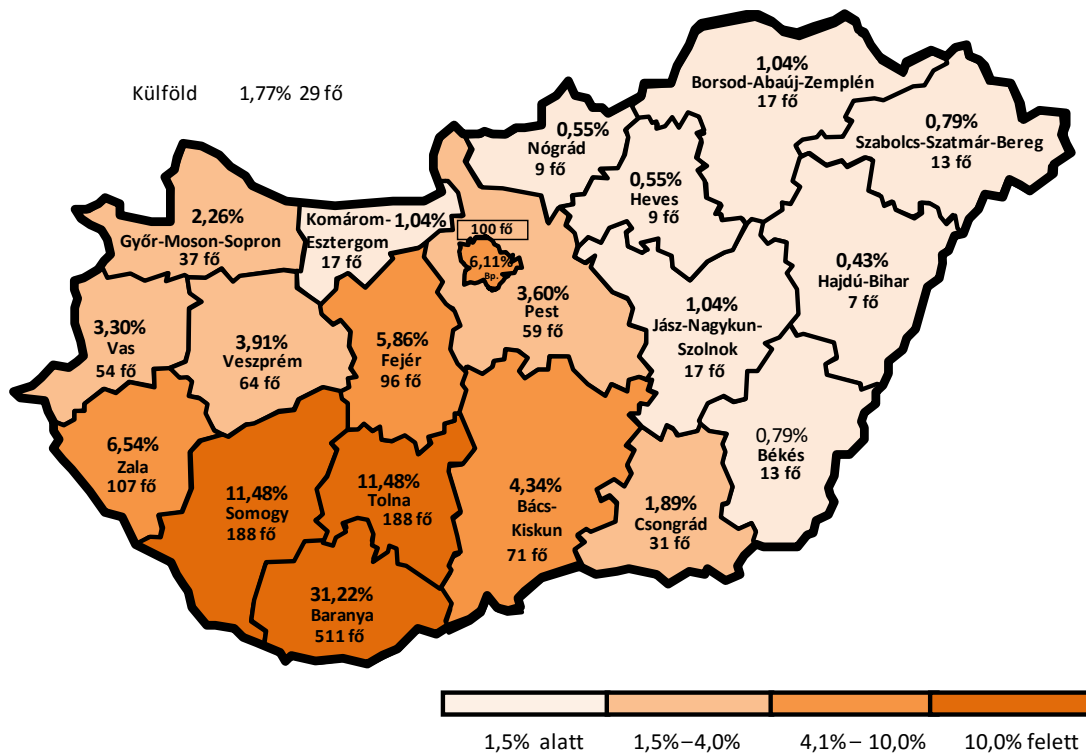 Külföld 1,77% 29 fő
1,04%
Borsod-Abaúj-Zemplén
17 fő
0,79%
Szabolcs-Szatmár-Bereg
13 fő
0,55%
Nógrád
9 fő
0,55%
Heves
9 fő
2,26%
Győr-Moson-Sopron
37 fő
Komárom- 1,04%
Esztergom
17 fő
100 fő
6,11%
Bp.
3,60%
Pest
59 fő
0,43%
Hajdú-Bihar
7 fő
1,04%
Jász-Nagykun-
Szolnok
17 fő
3,30%
Vas
54 fő
3,91%
Veszprém
64 fő
5,86%
Fejér
96 fő
6,54%
Zala
107 fő
11,48%
Somogy
188 fő
11,48%
Tolna
188 fő
4,34%
Bács-
Kiskun
71 fő
1,89%
Csongrád
31 fő
0,79%
Békés
13 fő
31,22%
Baranya
511 fő
1,5% alatt 1,5%–4,0% 4,1% – 10,0% 10,0% felett